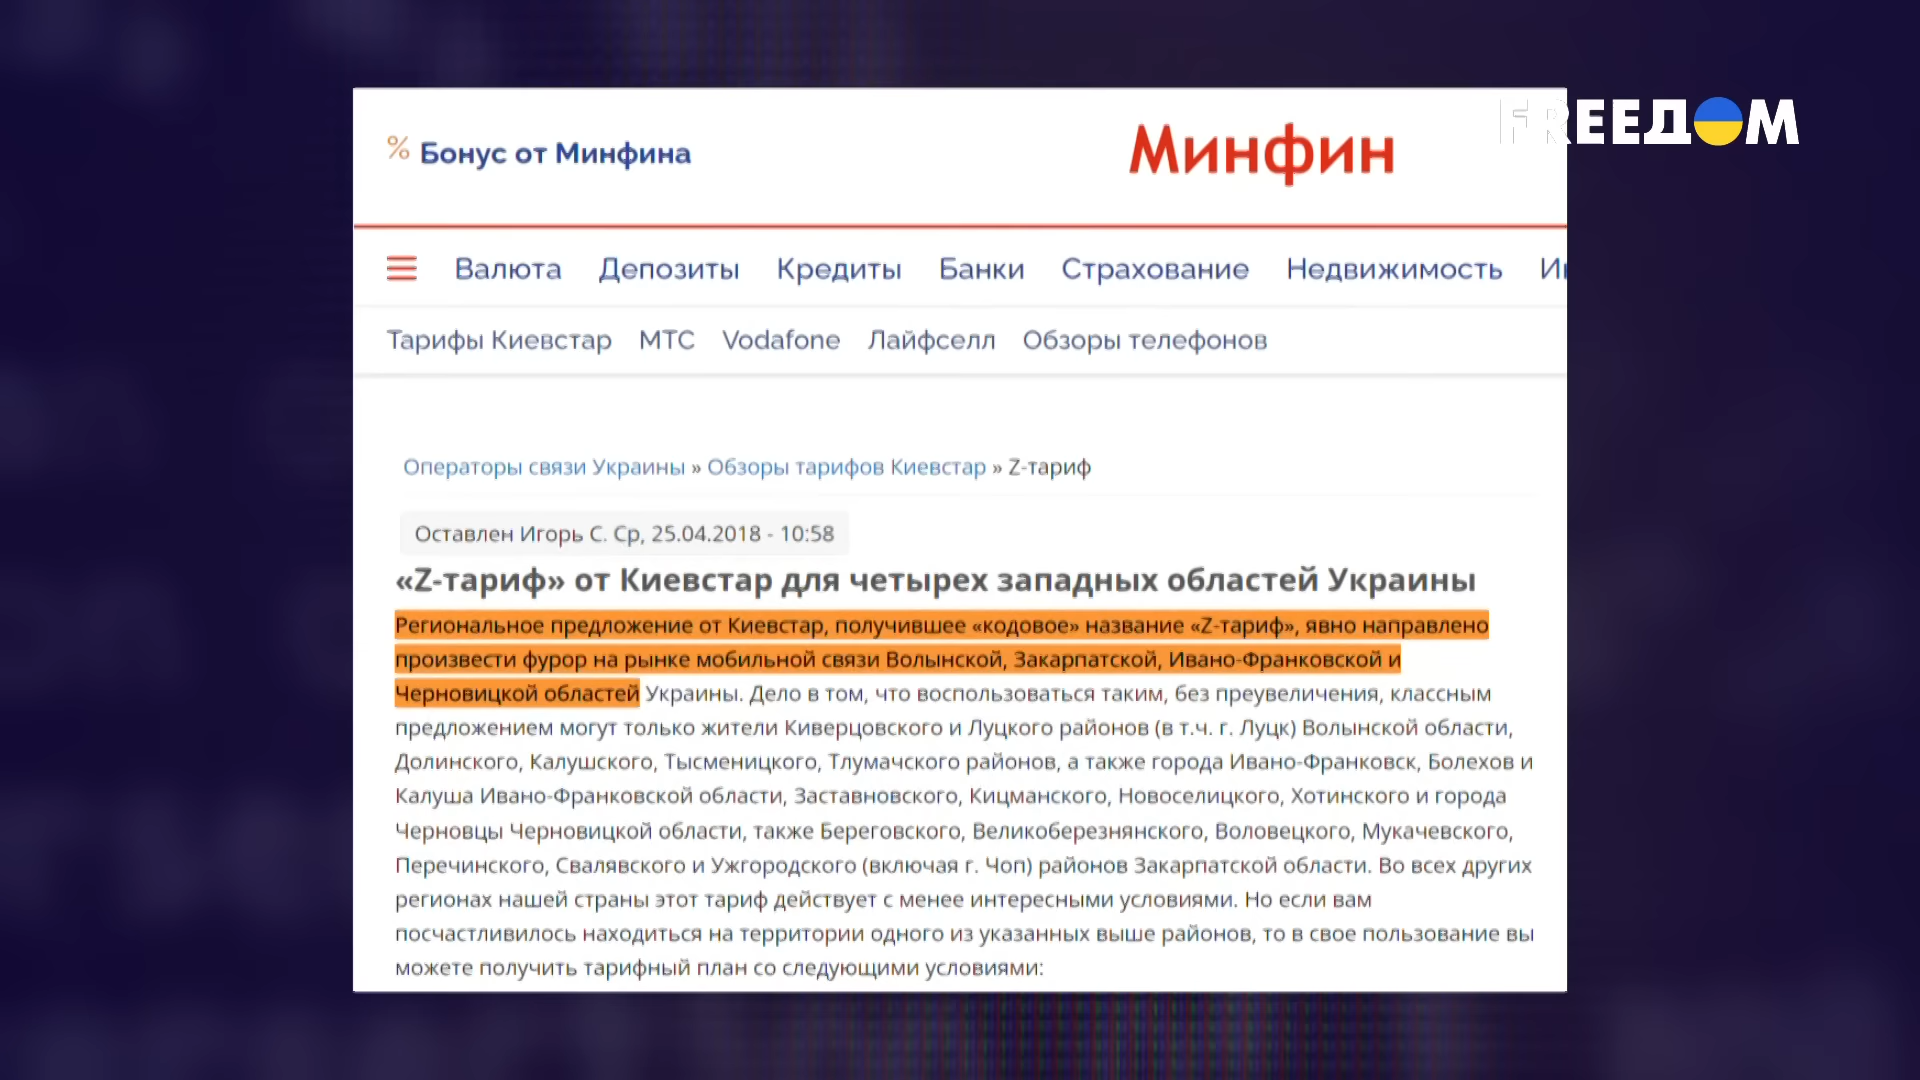 FREEДOM
% Бонус от Минфина
Минфин
Валюта Депозиты Кредиты Банки Страхование Недвижимость
Тарифы Киевстар МТС Vodafone Лайфселл Обзоры телефонов
Операторы связи Украины » Обзоры тарифов Киевстар » Z-тариф
Оставлен Игорь С. Ср, 25.04.2018 - 10:58
«Z-тариф» от Киевстар для четырех западных областей Украины
Региональное предложение от Киевстар, получившее «кодовое» название «Z-тариф», явно направлено
произвести фурор на рынке мобильной связи Волынской, Закарпатской, Ивано-Франковской и
Черновицкой областей Украины. Дело в том, что воспользоваться таким, без преувеличения, классным
предложением могут только жители Киверцовского и Луцкого районов (в т.ч. г. Луцк) Волынской области,
Долинского, Калушского, Тысменицкого, Тлумачского районов, а также города Ивано-Франковск, Болехов и
Калуша Ивано-Франковской области, Заставновского, Кицманского, Новоселицкого, Хотинского и города
Черновцы Черновицкой области, также Береговского, Великоберезнянского, Воловецкого, Мукачевского,
Перечинского, Свалявского и Ужгородского (включая г. Чоп) районов Закарпатской области. Во всех других
регионах нашей страны этот тариф действует с менее интересными условиями. Но если вам
посчастливилось находиться на территории одного из указанных выше районов, то в свое пользование вы
можете получить тарифный план со следующими условиями: